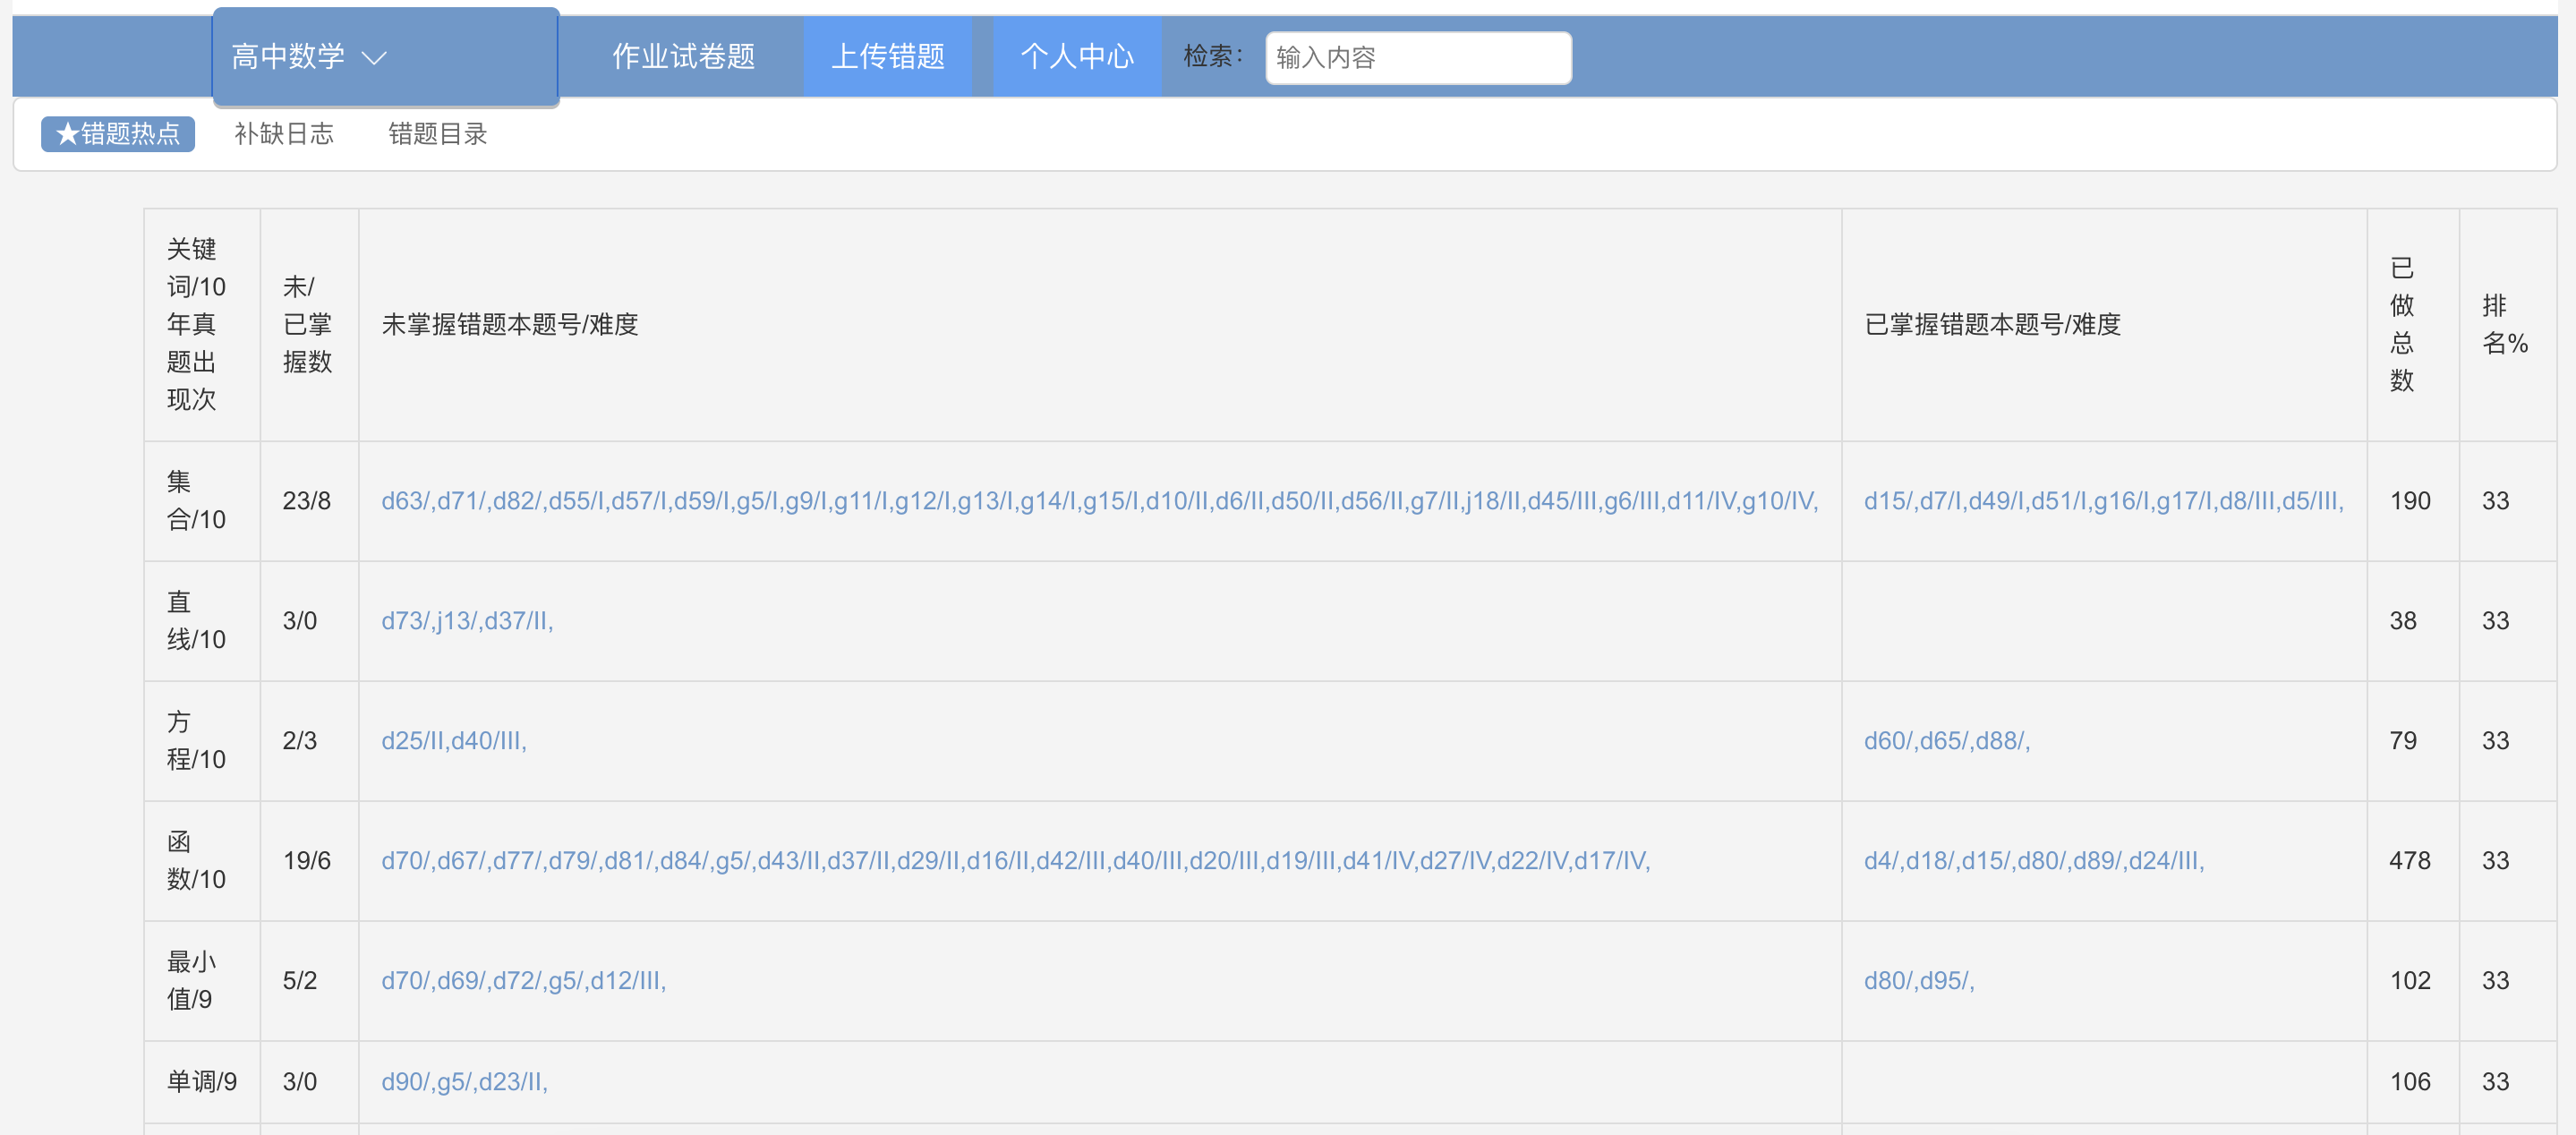 高中数学 作业试卷题 上传错题 个人中心 检索： 输入内容
★错题热点 补缺日志 错题目录
关键
词/10
年真
题出
现次
未/
已掌
握数
未掌握错题本题号/难度
已掌握错题本题号/难度
已
做
总
数
排
名%
集
合/10
23/8
d63/,d71/,d82/,d55/I,d57/I,d59/I,g5/I,g9/I,g11/I,g12/I,g13/I,g14/I,g15/I,d10/II,d6/II,d50/II,d56/II,g7/II,j18/II,d45/III,g6/III,d11/IV,g10/IV,
d15/,d7/I,d49/I,d51/I,g16/I,g17/I,d8/III,d5/III,
190
33
直
线/10
3/0
d73/,j13/,d37/II,
38
33
方
程/10
2/3
d25/II,d40/III,
d60/,d65/,d88/,
79
33
函
数/10
19/6
d70/,d67/,d77/,d79/,d81/,d84/,g5/,d43/II,d37/II,d29/II,d16/II,d42/III,d40/III,d20/III,d19/III,d41/IV,d27/IV,d22/IV,d17/IV,
d4/,d18/,d15/,d80/,d89/,d24/III,
478
33
最小
值/9
5/2
d70/,d69/,d72/,g5/,d12/III,
d80/,d95/,
102
33
单调/9
3/0
d90/,g5/,d23/II,
106
33